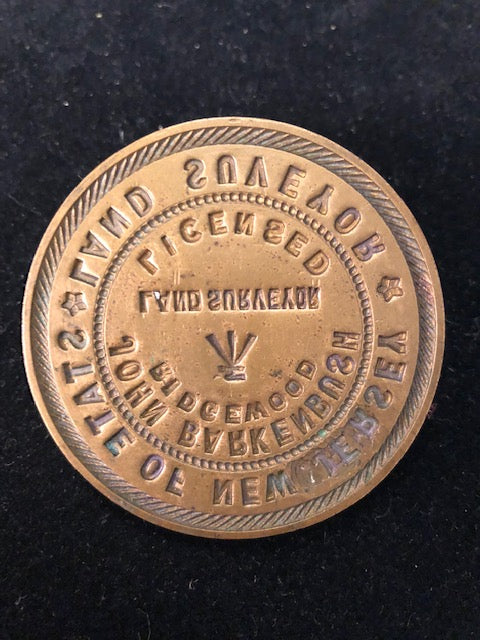 STATE OF NEW JERSEY
JOHN BARKENBUSH
RIDGEWOOD
LAND SURVEYOR
LICENSED
LAND SUVEYOR